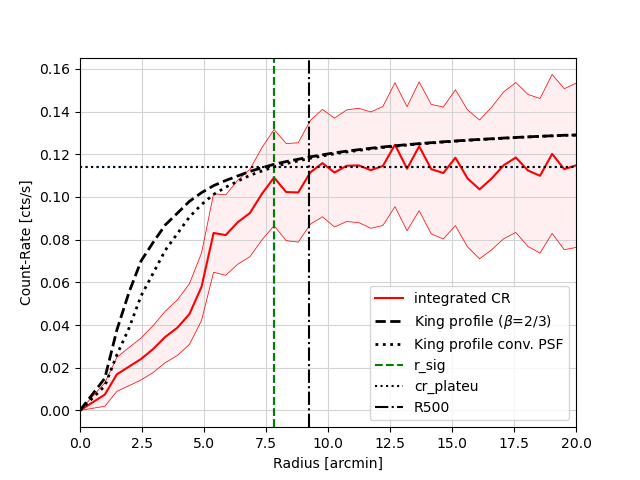 0.16
0.14
0.12
0.10
0.08
0.06
0.04
0.02
0.00
Count-Rate [cts/s]
integrated CR
King profile (β=2/3)
King profile conv. PSF
r_sig
cr_plateu
R500
0.0 2.5 5.0 7.5 10.0 12.5 15.0 17.5 20.0
Radius [arcmin]